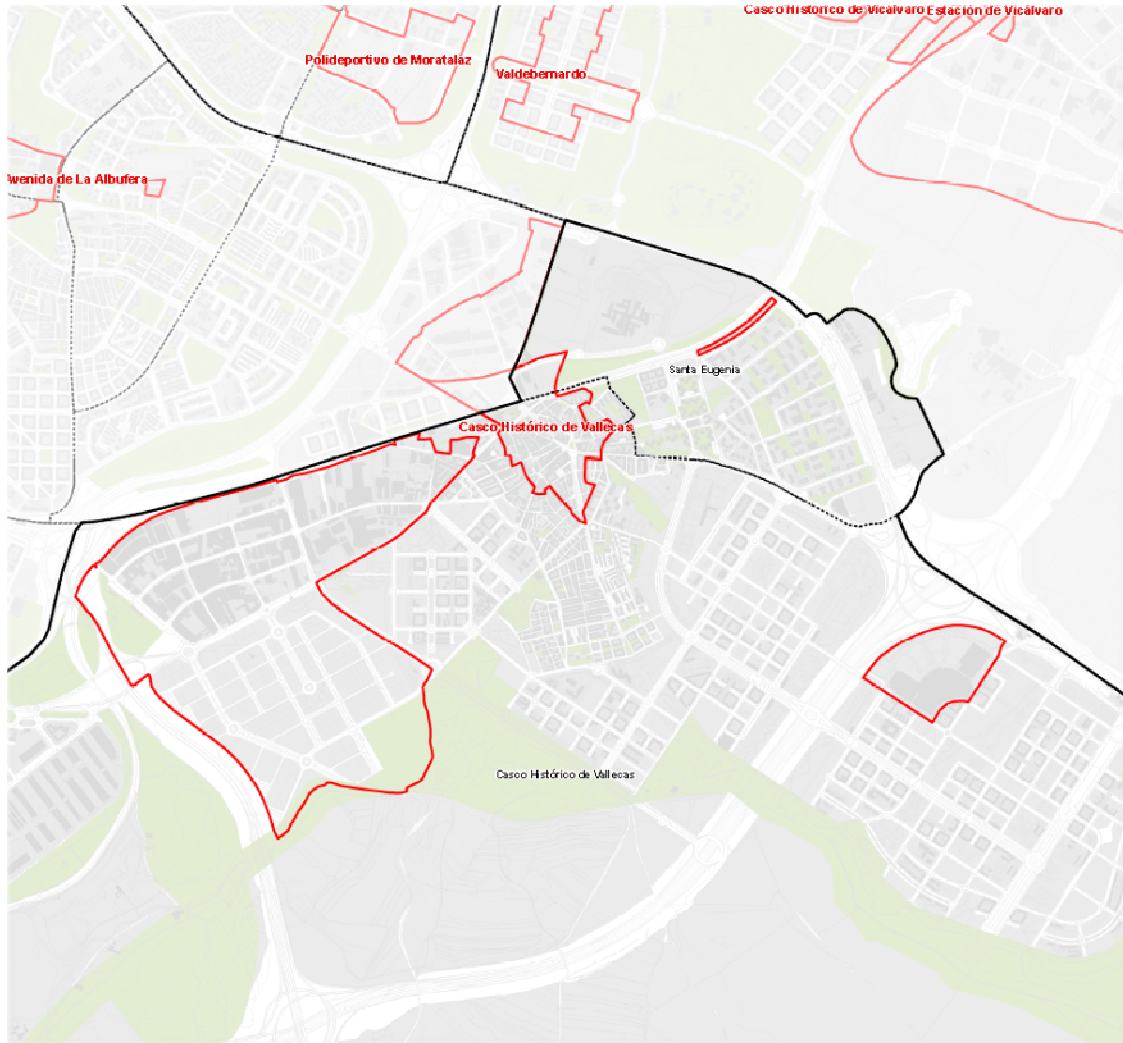 Casco Histórico de Vicálvaro
Estación de Vicálvaro
Polideportivo de Moratalaz
Valdebernardo
Avenida de La Albufera
Santa Eugenia
Casco Histórico de Vallecas
Casco Histórico de Vallecas